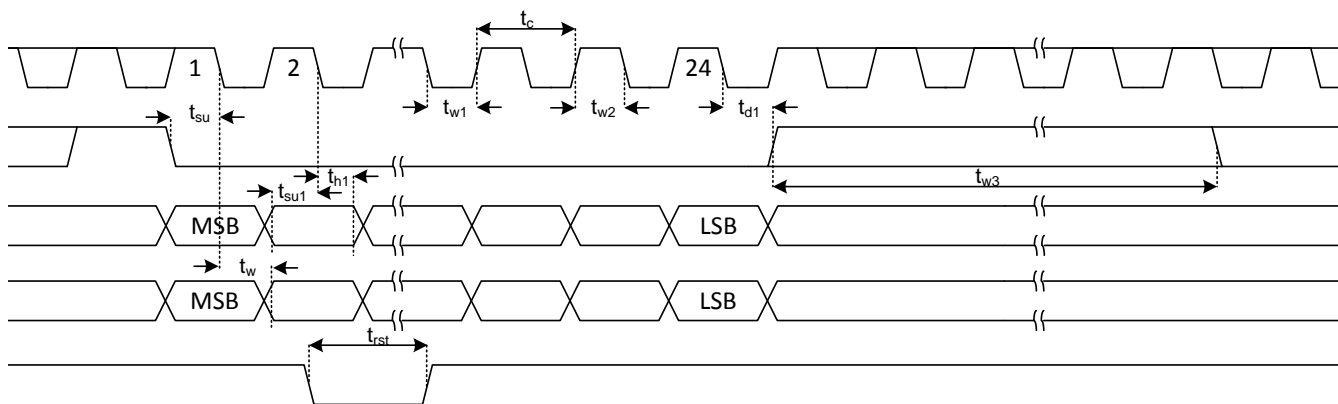 t_c
1 2 24
t_su t_w1 t_w2 t_d1
t_su1 t_h1 t_w3
MSB LSB
t_w
MSB LSB
t_rst